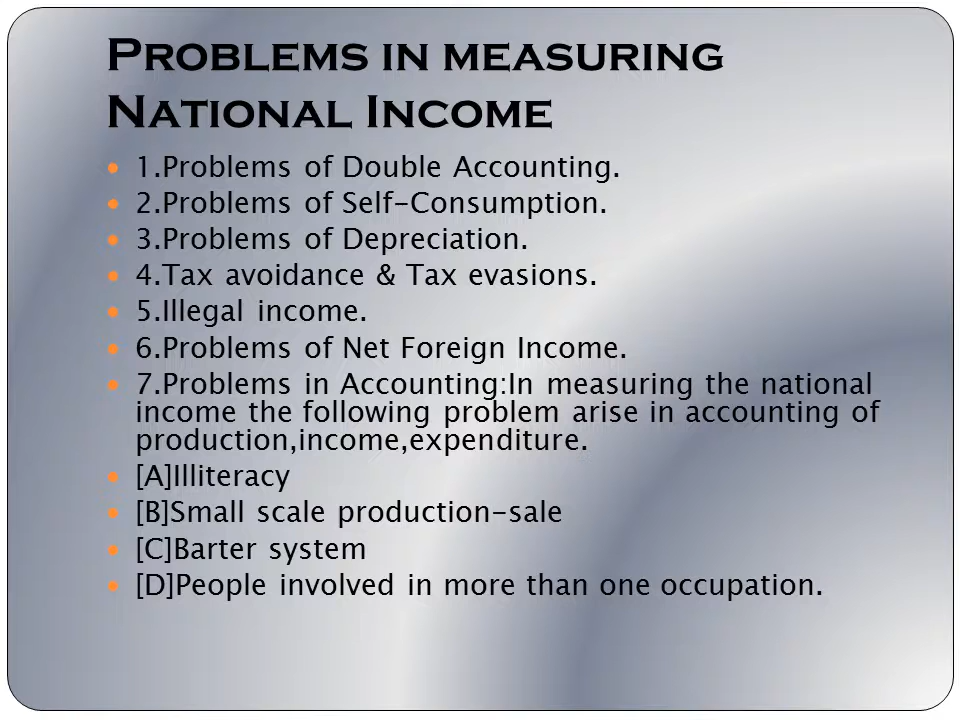 Problems in measuring
National Income
1.Problems of Double Accounting.
2.Problems of Self-Consumption.
3.Problems of Depreciation.
4.Tax avoidance & Tax evasions.
5.Illegal income.
6.Problems of Net Foreign Income.
7.Problems in Accounting:In measuring the national
income the following problem arise in accounting of
production,income,expenditure.
[A]Illiteracy
[B]Small scale production-sale
[C]Barter system
[D]People involved in more than one occupation.